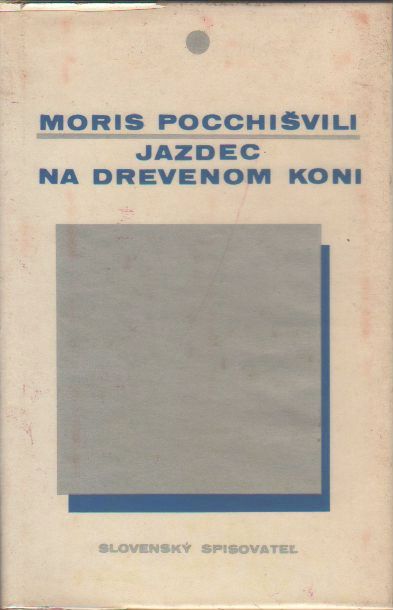 MORIS POCCHIŠVILI
JAZDEC
NA DREVENOM KONI
SLOVENSKÝ SPISOVATEĽ